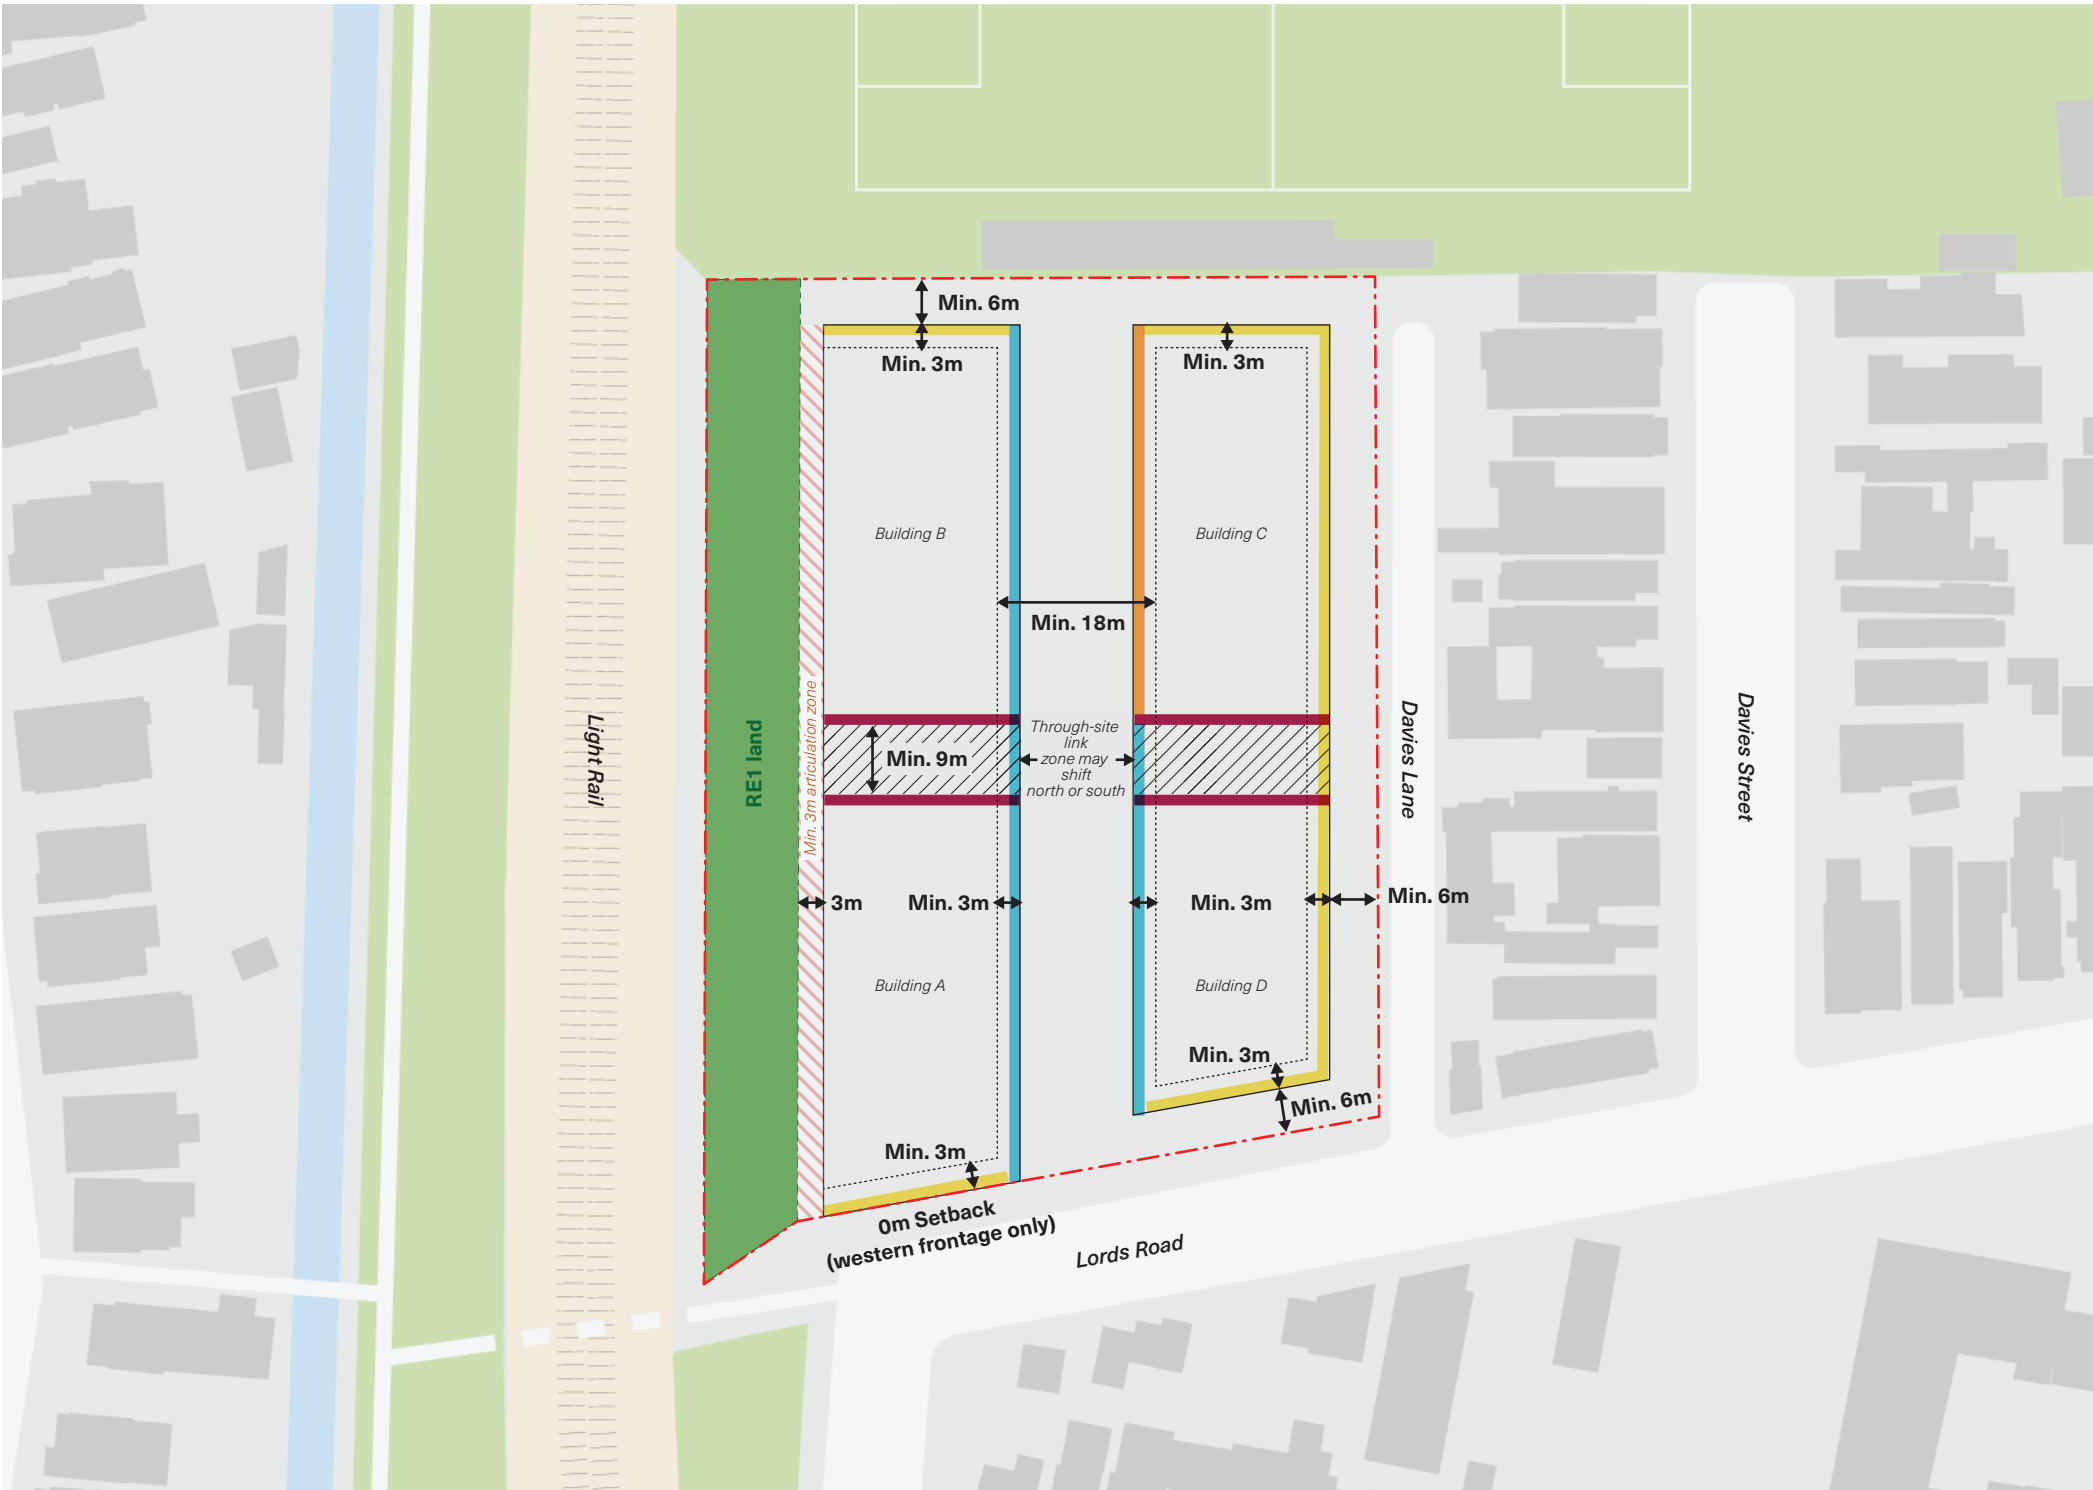 Min. 6m
Min. 3m
Min. 3m
Building B
Building C
Min. 18m
Light Rail
RE1 land
Min. 3m articulation zone
Min. 9m
Through-site
link
zone may
shift
north or south
Davies Lane
Davies Street
3m
Min. 3m
Min. 3m
Min. 6m
Building A
Building D
Min. 3m
Min. 6m
Min. 3m
0m Setback
(western frontage only)
Lords Road